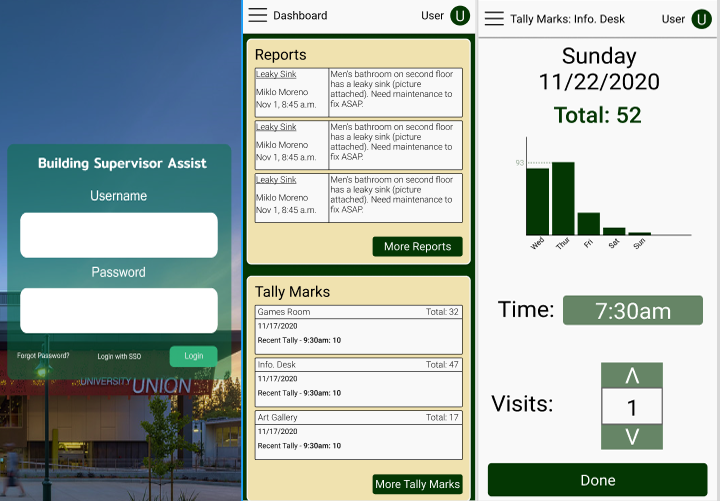 Building Supervisor Assist
Username
Password
Forgot Password?
Login with SSO
Login
UNIVERSITY UNION
Dashboard
User U
Reports
Leaky Sink
Miklo Moreno
Nov 1, 8:45 a.m.
Men's bathroom on second floor
has a leaky sink (picture
attached). Need maintenance to
fix ASAP.
Leaky Sink
Miklo Moreno
Nov 1, 8:45 a.m.
Men's bathroom on second floor
has a leaky sink (picture
attached). Need maintenance to
fix ASAP.
Leaky Sink
Miklo Moreno
Nov 1, 8:45 a.m.
Men's bathroom on second floor
has a leaky sink (picture
attached). Need maintenance to
fix ASAP.
More Reports
Tally Marks
Games Room Total: 32
11/17/2020
Recent Tally - 9:30am: 10
Info. Desk Total: 47
11/17/2020
Recent Tally - 9:30am: 10
Art Gallery Total: 17
11/17/2020
Recent Tally - 9:30am: 10
More Tally Marks
Tally Marks: Info. Desk
User U
Sunday
11/22/2020
Total: 52
93
Wed Thur Fri Sat Sun
Time: 7:30am
Visits: 1
Done